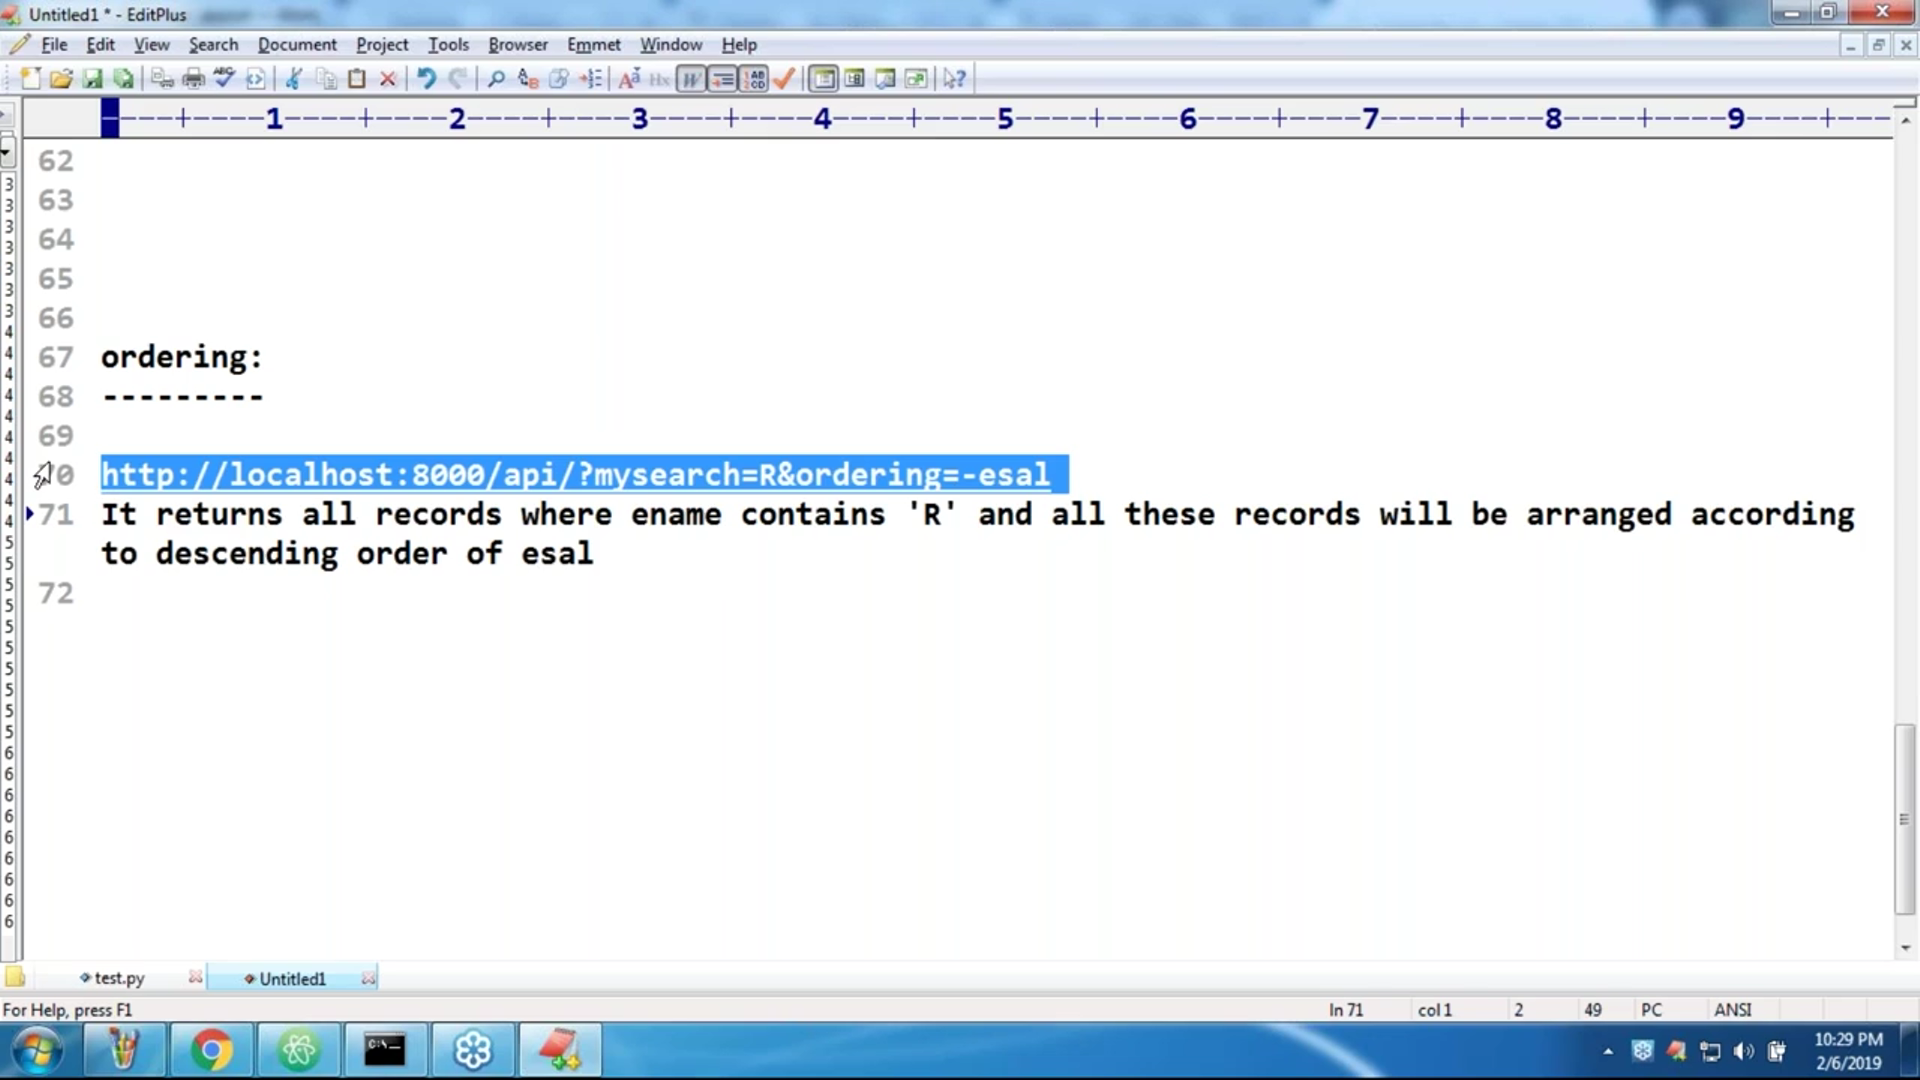 Untitled1 * - EditPlus
File Edit View Search Document Project Tools Browser Emmet Window Help
----+----1----+----2----+----3----+----4----+----5----+----6----+----7----+----8----+----9----+---
62
63
64
65
66
67 ordering:
68 ---------
69
70 http://localhost:8000/api/?mysearch=R&ordering=-esal
71 It returns all records where ename contains 'R' and all these records will be arranged according
to descending order of esal
72
test.py Untitled1
For Help, press F1 ln 71 col 1 2 49 PC ANSI
10:29 PM
2/6/2019